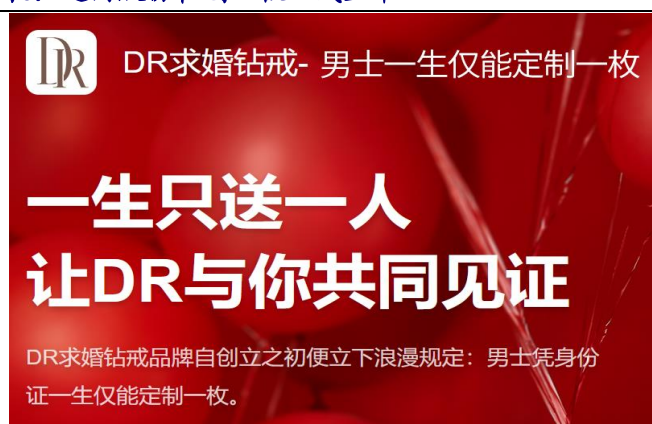 DR
DR求婚钻戒- 男士一生仅能定制一枚
一生只送一人
让DR与你共同见证
DR求婚钻戒品牌自创立之初便立下浪漫规定：男士凭身份
证一生仅能定制一枚。